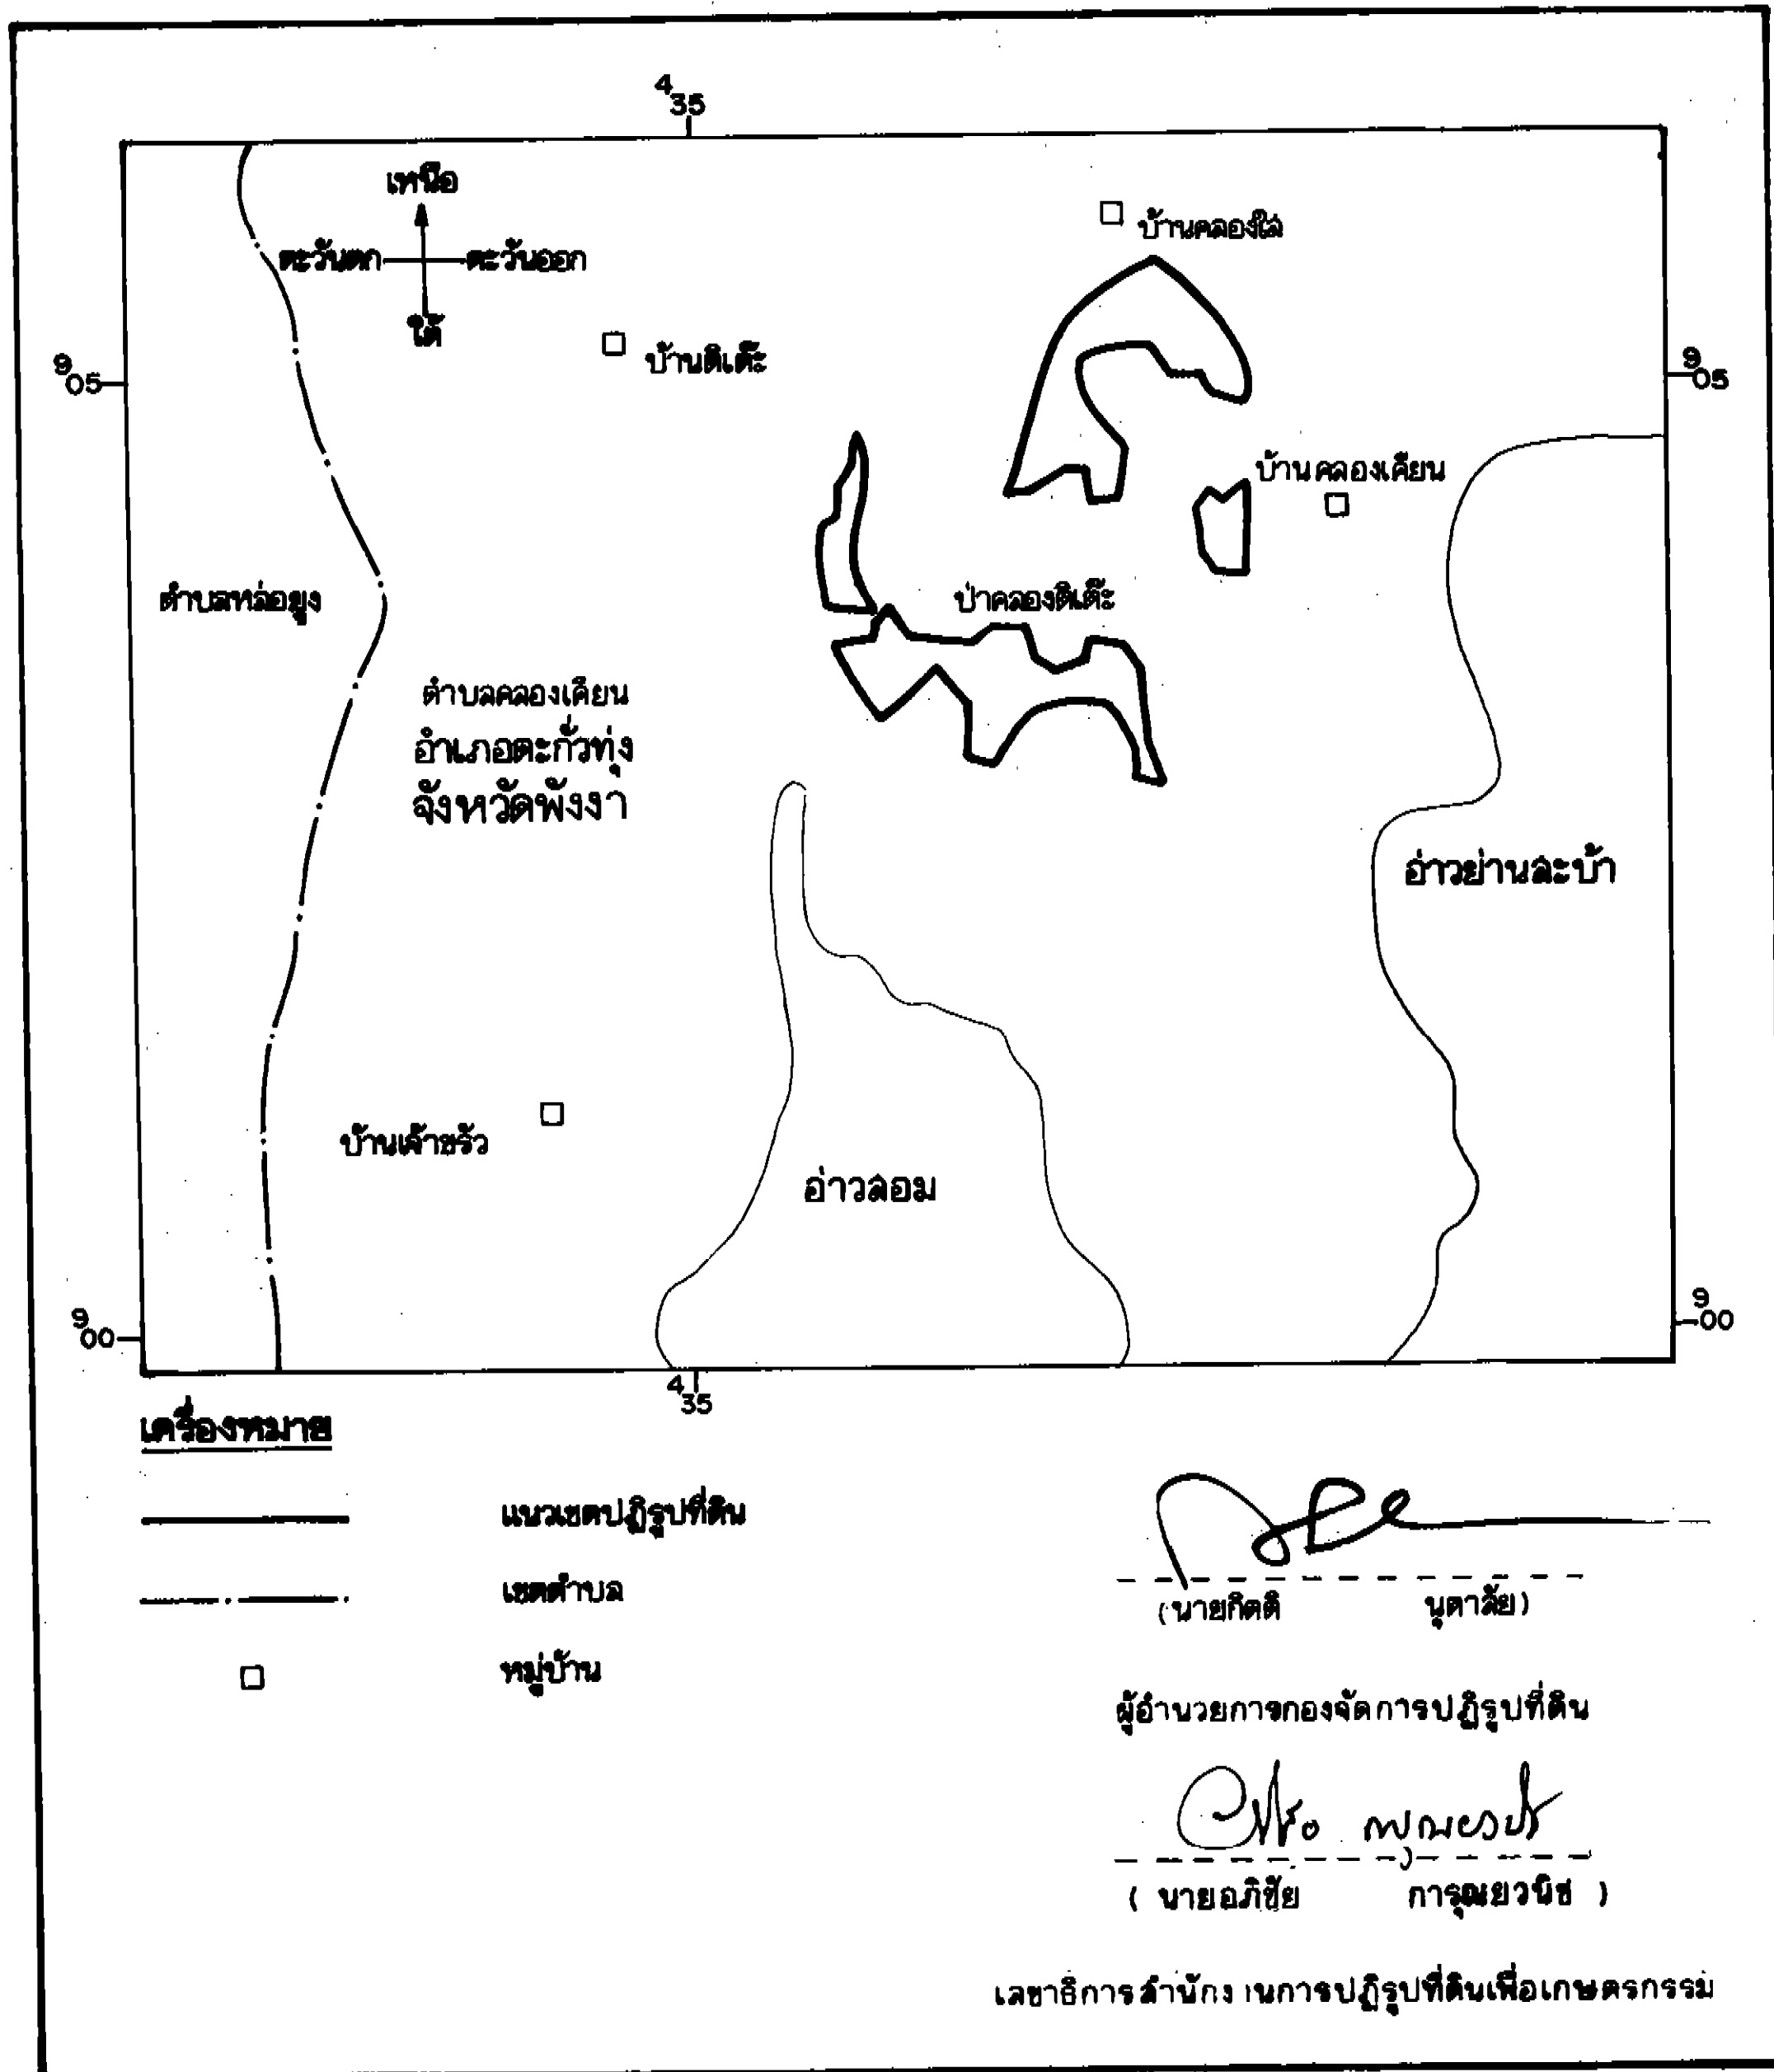 4
35
เหนือ
ตะวันตก ตะวันออก
ใต้
บ้านคลองใส
บ้านติเต๊ะ
9
05
9
05
บ้านคลองเคียน
ตำบลหล่อยูง
ป่าคลองติเต๊ะ
ตำบลคลองเคียน
อำเภอตะกั่วทุ่ง
จังหวัดพังงา
อ่าวย่านสะบ้า
บ้านเจ้าขรัว
อ่าวลอม
9
00
9
00
4
35
เครื่องหมาย
แนวเขตปฏิรูปที่ดิน
เขตตำบล
หมู่บ้าน
(นายกิตติ นุตาลัย)
ผู้อำนวยการกองจัดการปฏิรูปที่ดิน
( นายอภิชัย การุณยวนิช )
เลขาธิการสำนักงานการปฏิรูปที่ดินเพื่อเกษตรกรรม